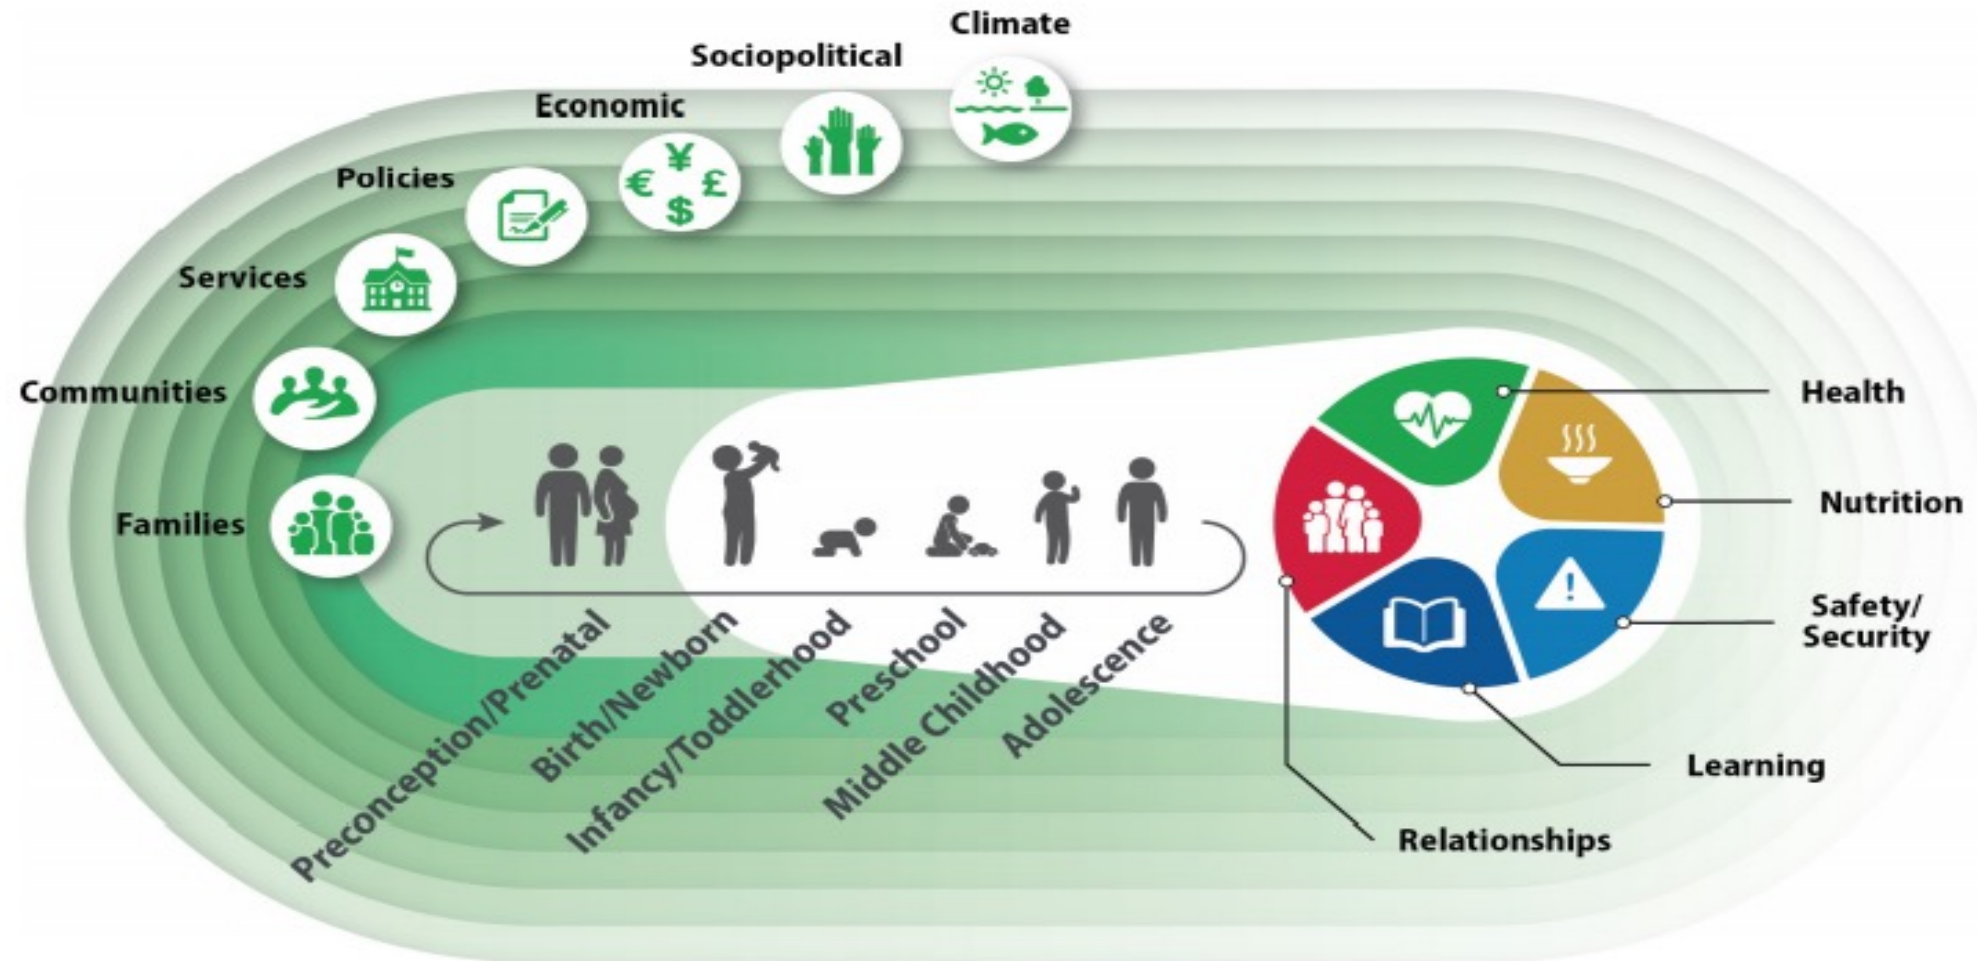 Climate
Sociopolitical
Economic
Policies
Services
Communities
Families
¥
€ £
$
Preconception/Prenatal
Birth/Newborn
Infancy/Toddlerhood
Preschool
Middle Childhood
Adolescence
Health
Nutrition
!
Safety/
Security
Learning
Relationships